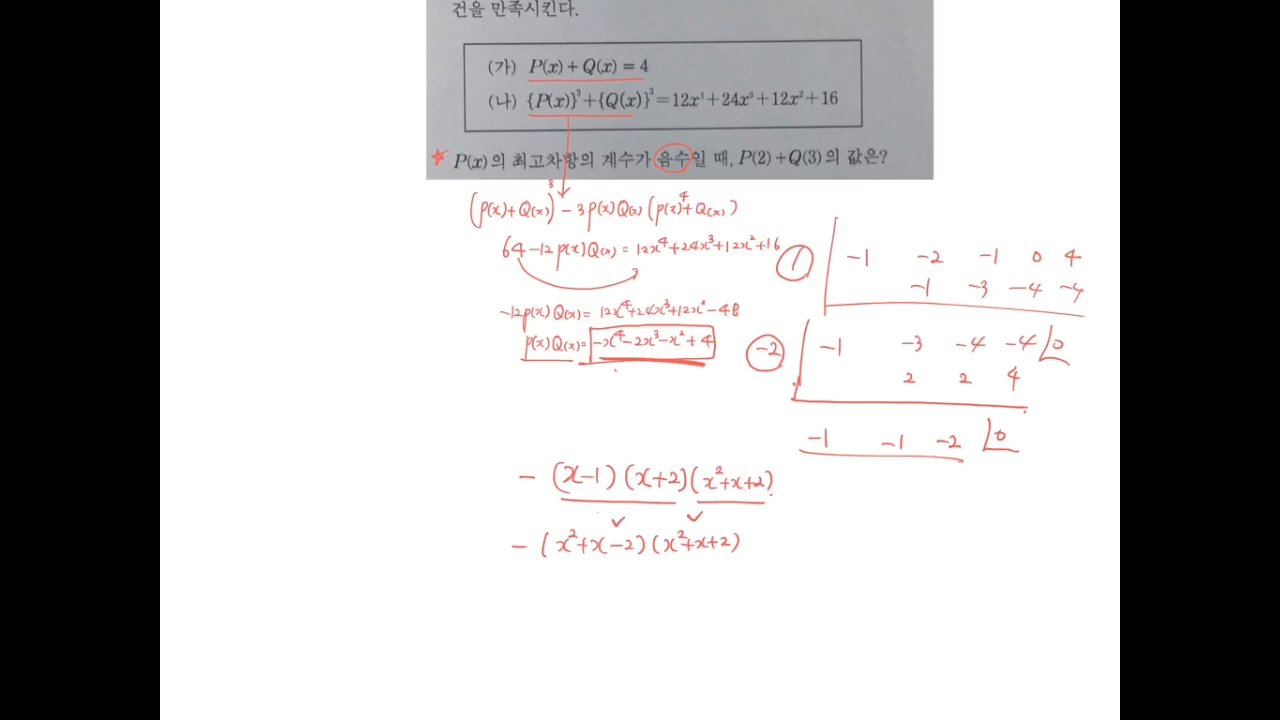 건을 만족시킨다.
(가) P(x)+Q(x)=4
(나) {P(x)}³+{Q(x)}³=12x⁴+24x³+12x²+16
P(x)의 최고차항의 계수가 음수일 때, P(2)+Q(3)의 값은?
(p(x)+Q(x))³ - 3p(x)Q(x)(p(x)+Q(x))
4
64-12p(x)Q(x)= 12x⁴+24x³+12x²+16
-12p(x)Q(x)= 12x⁴+24x³+12x²-48
p(x)Q(x)= -x⁴-2x³-x²+4
1 -1 -2 -1 0 4
-1 -3 -4 -4
-2 -1 -3 -4 -4 0
2 2 4
-1 -1 -2 0
- (x-1)(x+2)(x²+x+2)
- (x²+x-2)(x²+x+2)